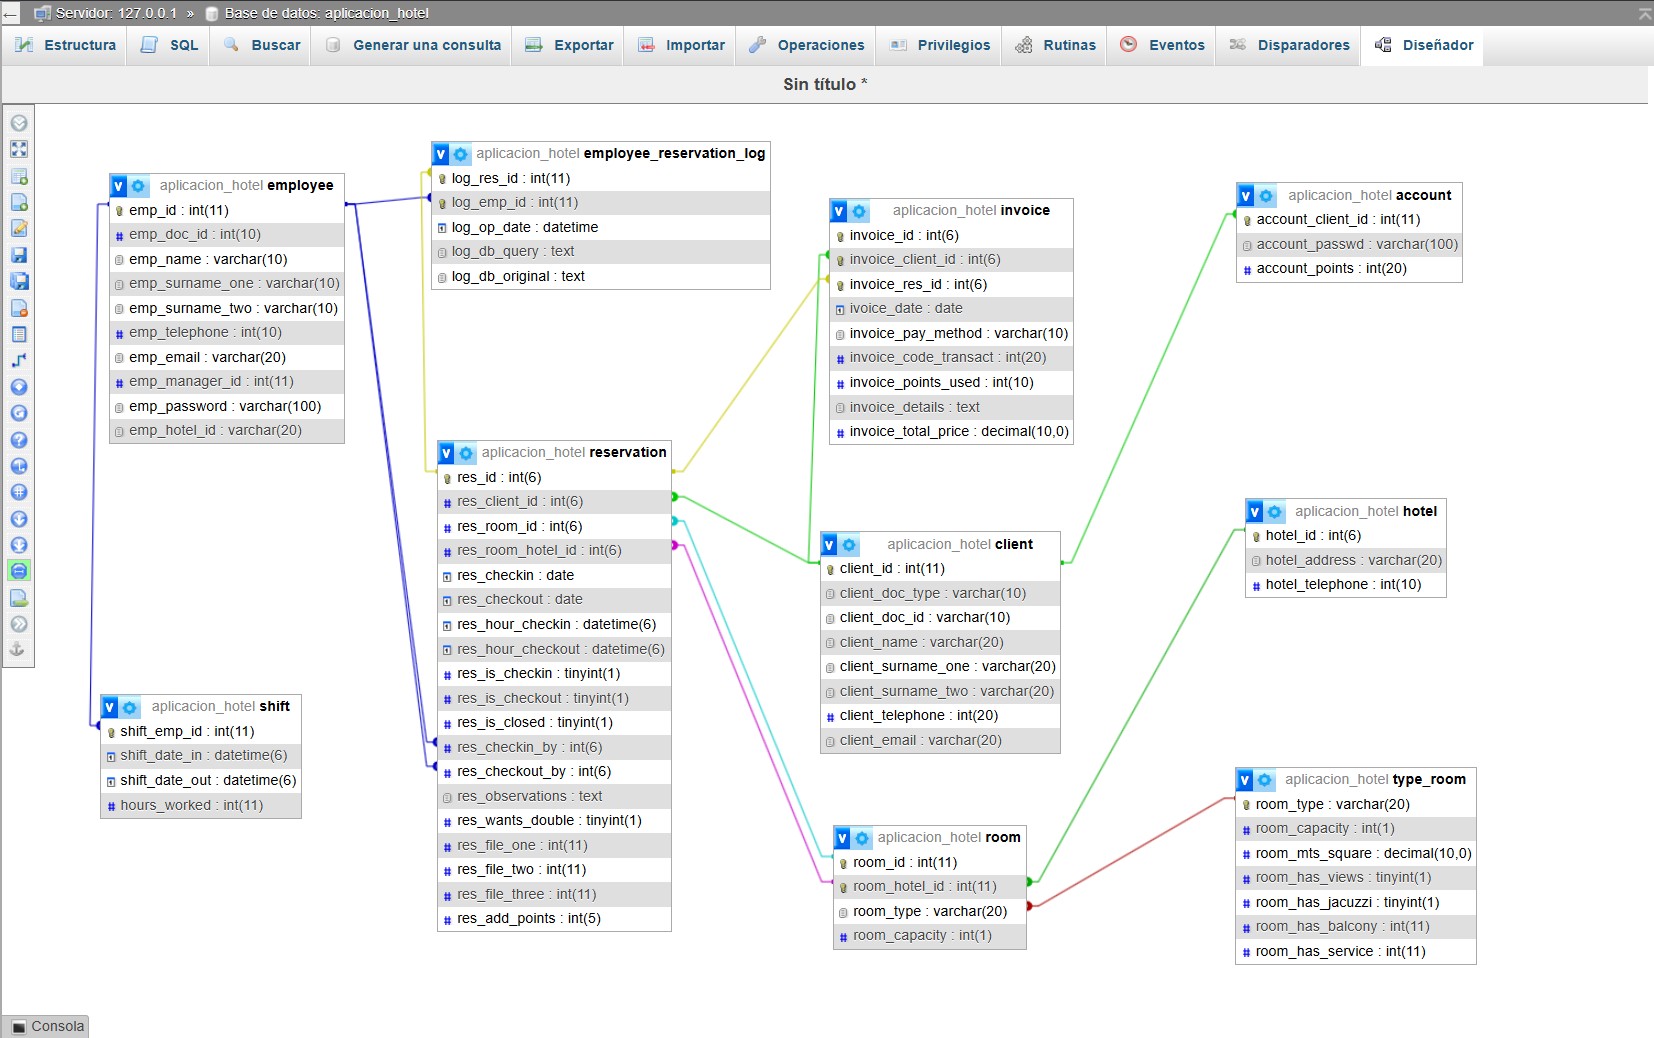 Servidor: 127.0.0.1 » Base de datos: aplicacion_hotel
Estructura SQL Buscar Generar una consulta Exportar Importar Operaciones Privilegios Rutinas Eventos Disparadores Diseñador
Sin título *
aplicacion_hotel employee
emp_id : int(11)
emp_doc_id : int(10)
emp_name : varchar(10)
emp_surname_one : varchar(10)
emp_surname_two : varchar(10)
emp_telephone : int(10)
emp_email : varchar(20)
emp_manager_id : int(11)
emp_password : varchar(100)
emp_hotel_id : varchar(20)
aplicacion_hotel employee_reservation_log
log_res_id : int(11)
log_emp_id : int(11)
log_op_date : datetime
log_db_query : text
log_db_original : text
aplicacion_hotel invoice
invoice_id : int(6)
invoice_client_id : int(6)
invoice_res_id : int(6)
ivoice_date : date
invoice_pay_method : varchar(10)
invoice_code_transact : int(20)
invoice_points_used : int(10)
invoice_details : text
invoice_total_price : decimal(10,0)
aplicacion_hotel account
account_client_id : int(11)
account_passwd : varchar(100)
account_points : int(20)
aplicacion_hotel reservation
res_id : int(6)
res_client_id : int(6)
res_room_id : int(6)
res_room_hotel_id : int(6)
res_checkin : date
res_checkout : date
res_hour_checkin : datetime(6)
res_hour_checkout : datetime(6)
res_is_checkin : tinyint(1)
res_is_checkout : tinyint(1)
res_is_closed : tinyint(1)
res_checkin_by : int(6)
res_checkout_by : int(6)
res_observations : text
res_wants_double : tinyint(1)
res_file_one : int(11)
res_file_two : int(11)
res_file_three : int(11)
res_add_points : int(5)
aplicacion_hotel client
client_id : int(11)
client_doc_type : varchar(10)
client_doc_id : varchar(10)
client_name : varchar(20)
client_surname_one : varchar(20)
client_surname_two : varchar(20)
client_telephone : int(20)
client_email : varchar(20)
aplicacion_hotel hotel
hotel_id : int(6)
hotel_address : varchar(20)
hotel_telephone : int(10)
aplicacion_hotel shift
shift_emp_id : int(11)
shift_date_in : datetime(6)
shift_date_out : datetime(6)
hours_worked : int(11)
aplicacion_hotel room
room_id : int(11)
room_hotel_id : int(11)
room_type : varchar(20)
room_capacity : int(1)
aplicacion_hotel type_room
room_type : varchar(20)
room_capacity : int(1)
room_mts_square : decimal(10,0)
room_has_views : tinyint(1)
room_has_jacuzzi : tinyint(1)
room_has_balcony : int(11)
room_has_service : int(11)
Consola